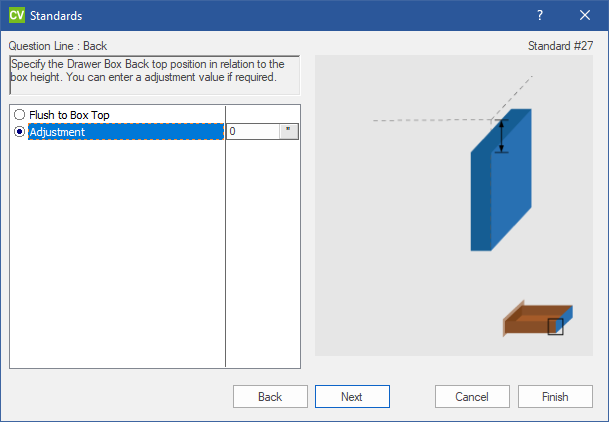 CV Standards ?
Question Line : Back
Standard #27
Specify the Drawer Box Back top position in relation to the
box height. You can enter a adjustment value if required.
Flush to Box Top
Adjustment 0 "
Back Next Cancel Finish